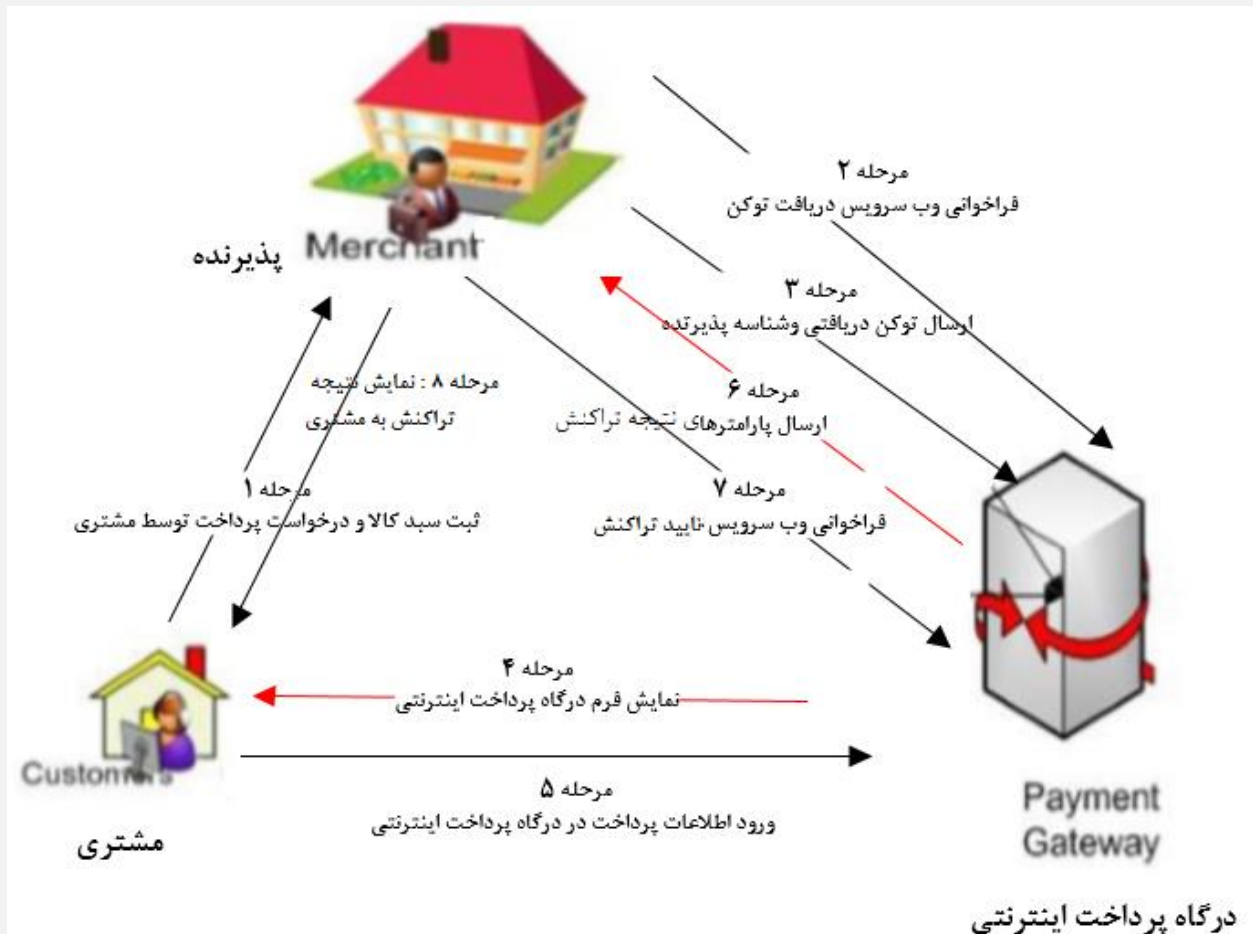 مرحله ۲
فراخوانی وب سرویس دریافت توکن
پذیرنده
Merchant
مرحله ۳
ارسال توکن دریافتی وشناسه پذیرتده
مرحله ۸ : نمایش نتیجه
تراکنش به مشتری
مرحله ۶
ارسال پارامترهای نتیجه تراکنش
مرحله ۱
ثبت سبد کالا و درخواست پرداخت توسط مشتری
مرحله ۷
فراخوانی وب سرویس تایید تراکنش
مرحله ۴
نمایش فرم درگاه پرداخت اینترنتی
Customers
مشتری
مرحله ۵
ورود اطلاعات پرداخت در درگاه پرداخت اینترنتی
Payment
Gateway
درگاه پرداخت اینترنتی